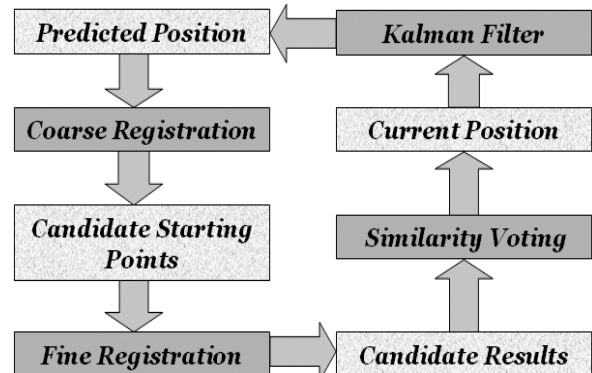 Predicted Position
Kalman Filter
Coarse Registration
Current Position
Candidate Starting
Points
Similarity Voting
Fine Registration
Candidate Results